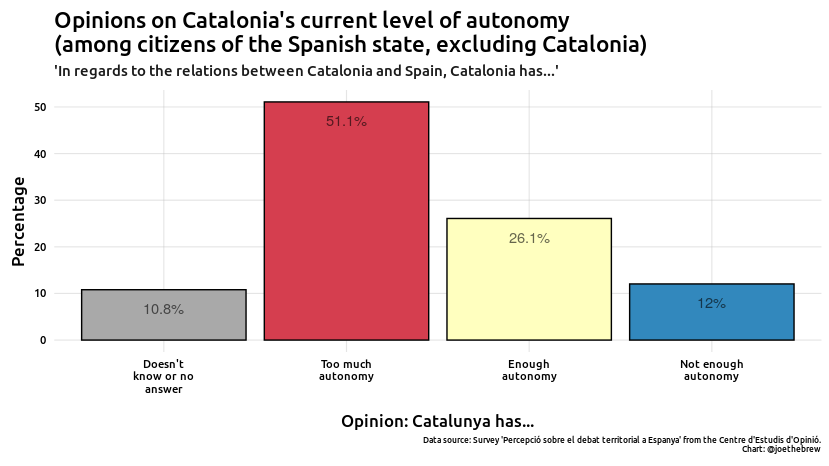 Opinions on Catalonia's current level of autonomy
(among citizens of the Spanish state, excluding Catalonia)
'In regards to the relations between Catalonia and Spain, Catalonia has...'
Percentage
50
40
30
20
10
0
10.8%
51.1%
26.1%
12%
Doesn't
know or no
answer
Too much
autonomy
Enough
autonomy
Not enough
autonomy
Opinion: Catalunya has...
Data source: Survey 'Percepció sobre el debat territorial a Espanya' from the Centre d'Estudis d'Opinió.
Chart: @joethebrew